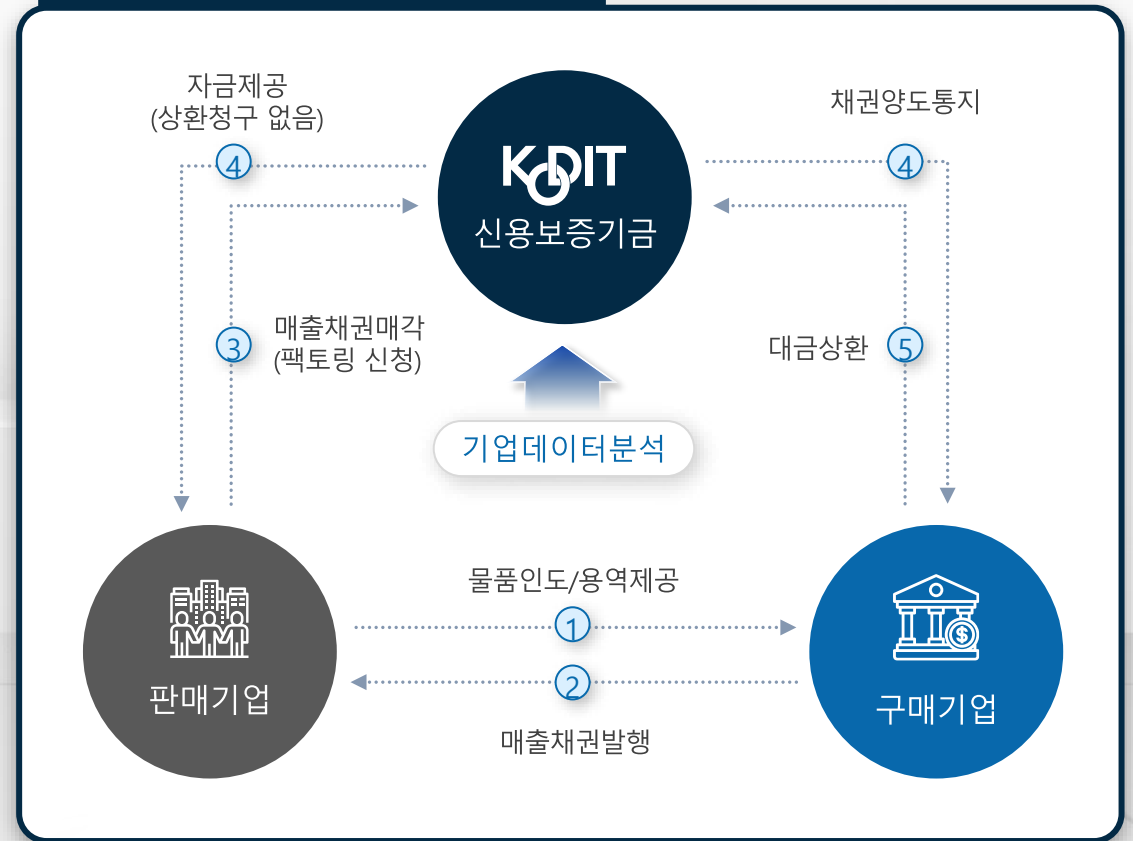 자금제공
(상환청구 없음)
4
채권양도통지
4
KODIT
신용보증기금
3
매출채권매각
(팩토링 신청)
대금상환
5
기업데이터분석
물품인도/용역제공
1
2
매출채권발행
판매기업
구매기업
$